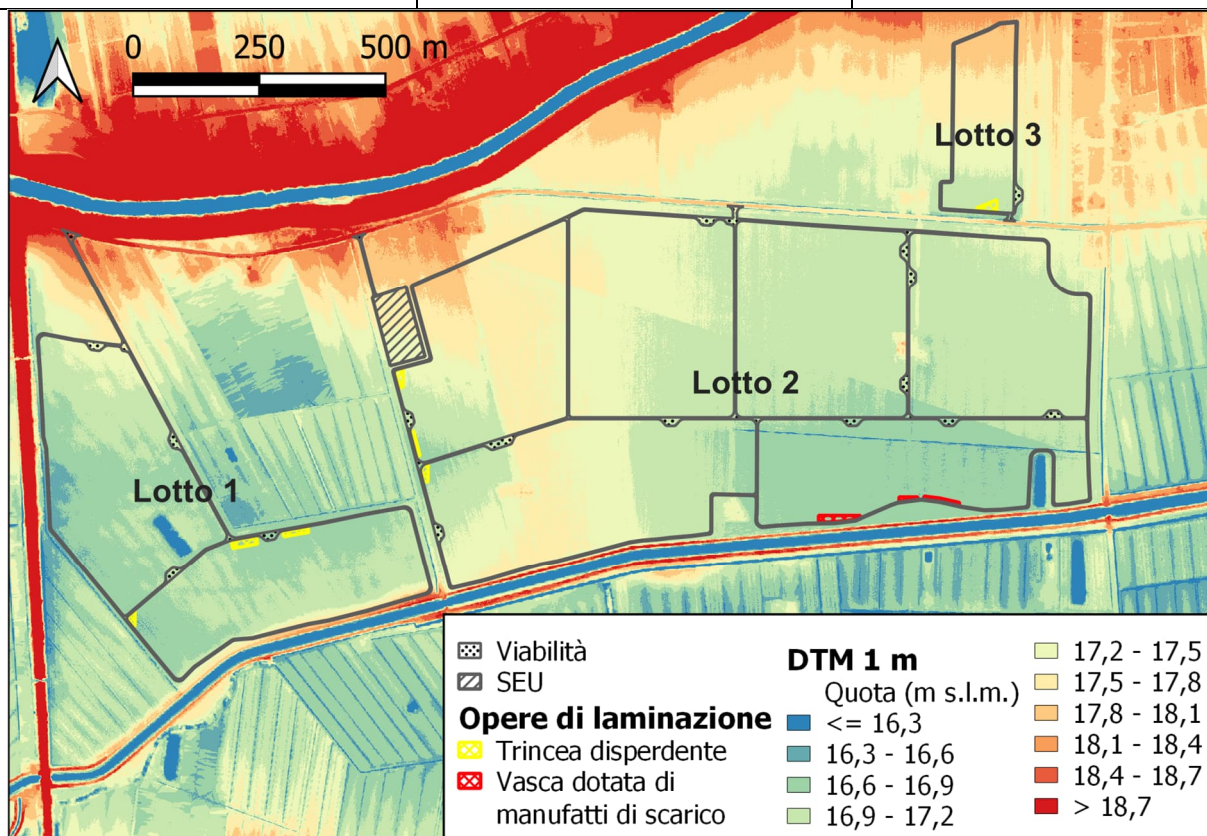 0 250 500 m
Lotto 3
Lotto 2
Lotto 1
Viabilità
SEU
Opere di laminazione
Trincea disperdente
Vasca dotata di
manufatti di scarico
DTM 1 m
Quota (m s.l.m.)
<= 16,3
16,3 - 16,6
16,6 - 16,9
16,9 - 17,2
17,2 - 17,5
17,5 - 17,8
17,8 - 18,1
18,1 - 18,4
18,4 - 18,7
> 18,7